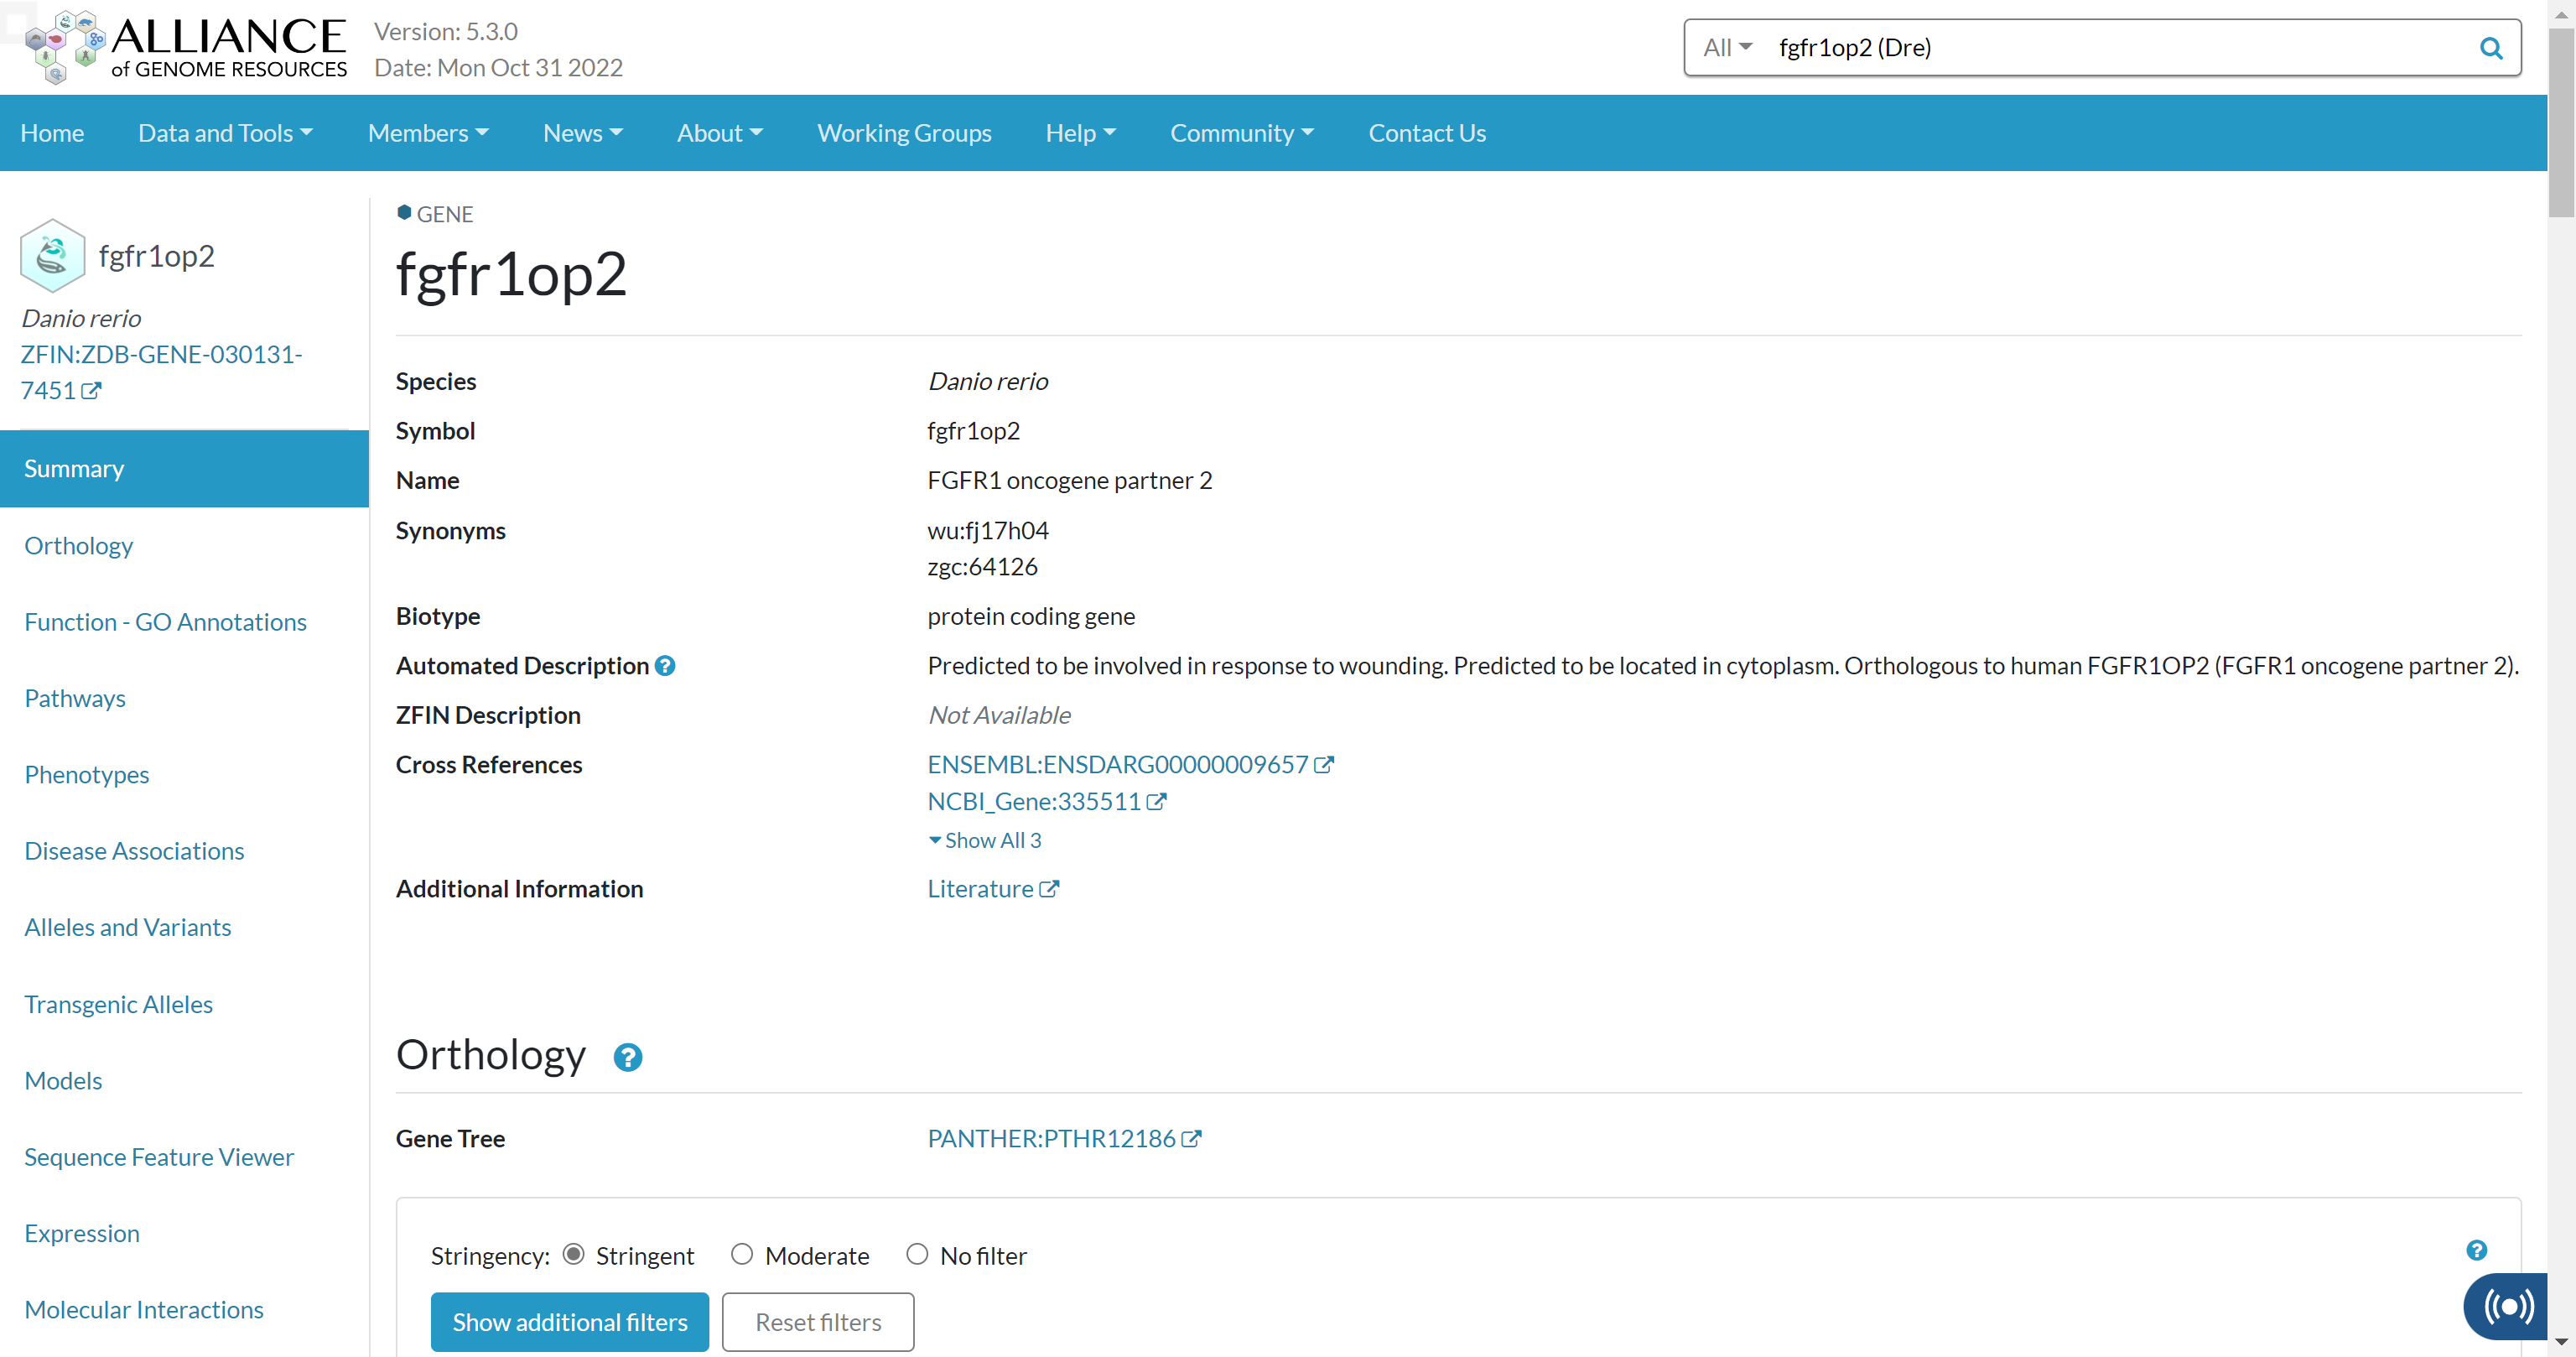 ALLIANCE
of GENOME RESOURCES
Version: 5.3.0
Date: Mon Oct 31 2022
All fgfr1op2 (Dre)
Home Data and Tools Members News About Working Groups Help Community Contact Us
fgfr1op2
Danio rerio
ZFIN:ZDB-GENE-030131-
7451
Summary
Orthology
Function - GO Annotations
Pathways
Phenotypes
Disease Associations
Alleles and Variants
Transgenic Alleles
Models
Sequence Feature Viewer
Expression
Molecular Interactions
GENE
fgfr1op2
Species Danio rerio
Symbol fgfr1op2
Name FGFR1 oncogene partner 2
Synonyms wu:fj17h04
zgc:64126
Biotype protein coding gene
Automated Description ? Predicted to be involved in response to wounding. Predicted to be located in cytoplasm. Orthologous to human FGFR1OP2 (FGFR1 oncogene partner 2).
ZFIN Description Not Available
Cross References ENSEMBL:ENSDARG00000009657
NCBI_Gene:335511
Show All 3
Additional Information Literature
Orthology ?
Gene Tree PANTHER:PTHR12186
Stringency: Stringent Moderate No filter ?
Show additional filters Reset filters